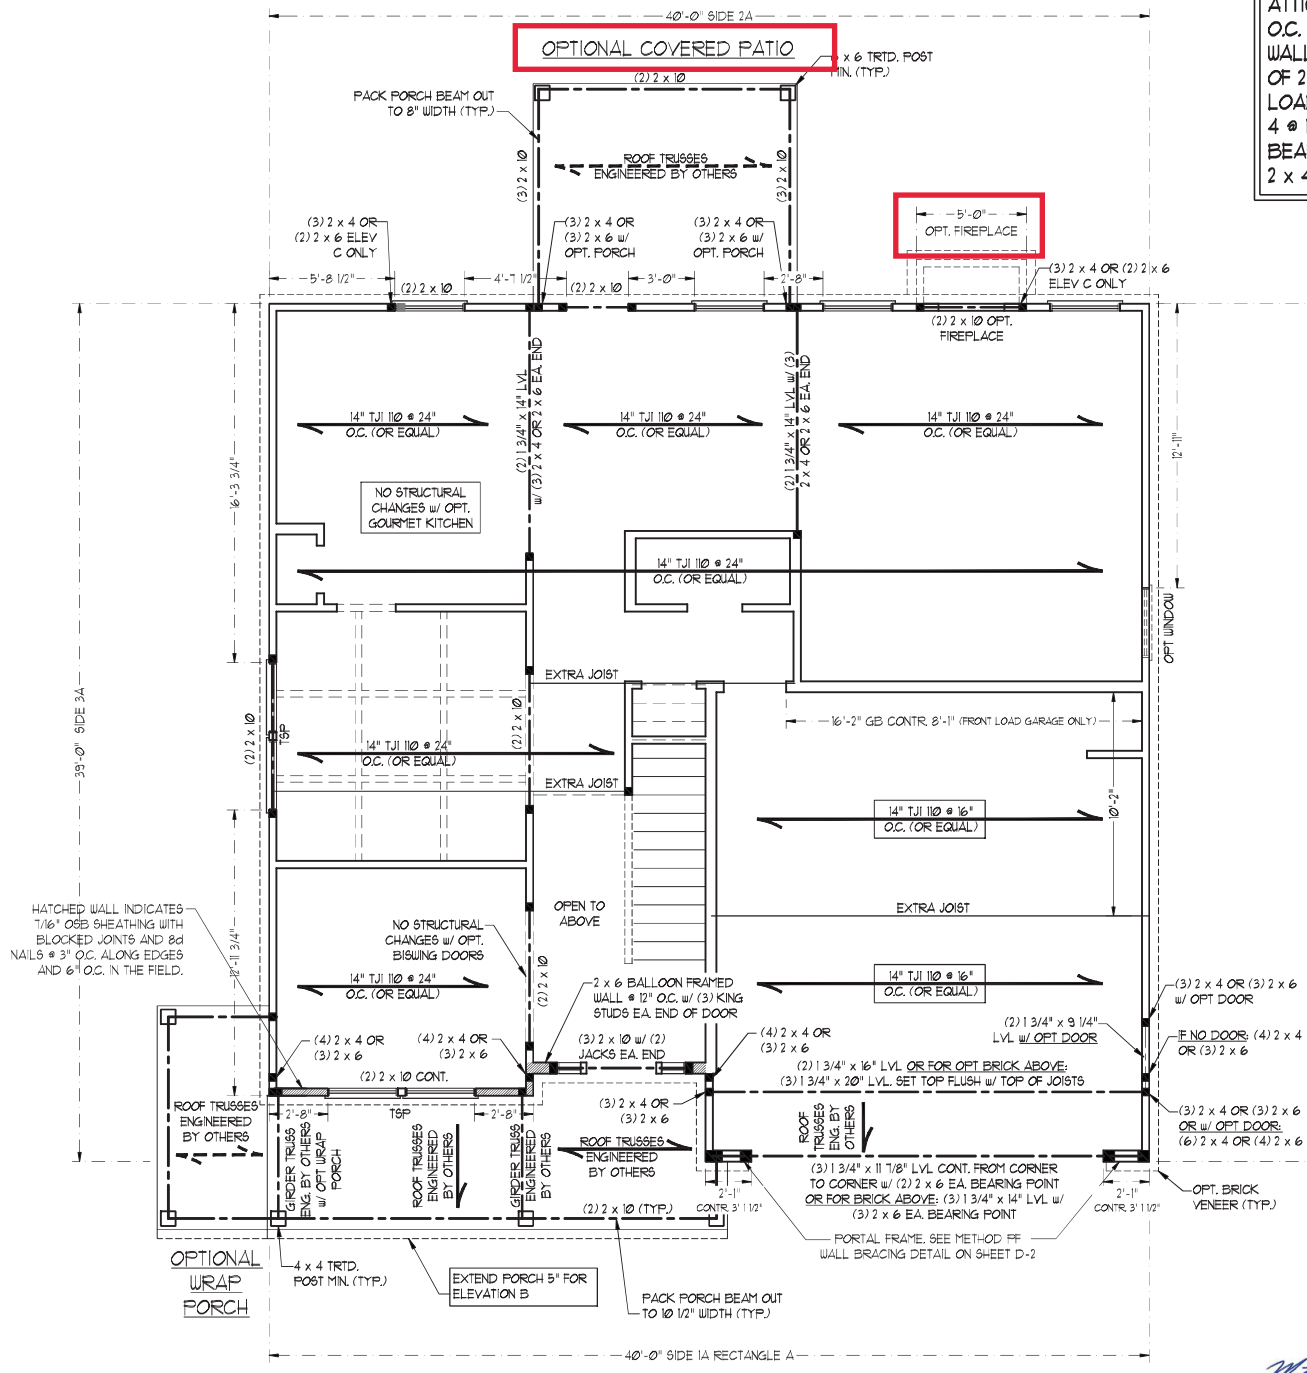 40'-0" SIDE 2A
OPTIONAL COVERED PATIO
6 x 6 TRTD. POST
MIN. (TYP.)
(2) 2 x 10
PACK PORCH BEAM OUT
TO 8" WIDTH (TYP.)
ROOF TRUSSES
ENGINEERED BY OTHERS
(3) 2 x 10
(3) 2 x 10
O.C.
WALL
OF 2
4 @
2 x 4
5'-0"
OPT. FIREPLACE
(3) 2 x 4 OR
(2) 2 x 6 ELEV
C ONLY
(3) 2 x 4 OR
(3) 2 x 6 w/
OPT. PORCH
(3) 2 x 4 OR
(3) 2 x 6 w/
OPT. PORCH
(3) 2 x 4 OR (2) 2 x 6
ELEV C ONLY
5'-8 1/2"
4'-7 1/2"
3'-0"
2'-8"
(2) 2 x 10
(2) 2 x 10
(2) 2 x 10 OPT.
FIREPLACE
14" TJI 110 @ 24"
O.C. (OR EQUAL)
14" TJI 110 @ 24"
O.C. (OR EQUAL)
14" TJI 110 @ 24"
O.C. (OR EQUAL)
(2) 1 3/4" x 14" LVL
w/ (3) 2 x 4 OR 2 x 6 EA. END
(2) 1 3/4" x 14" LVL w/ (3)
2 x 4 OR 2 x 6 EA. END
12'-11"
16'-3 3/4"
NO STRUCTURAL
CHANGES w/ OPT.
GOURMET KITCHEN
14" TJI 110 @ 24"
O.C. (OR EQUAL)
OPT WINDOW
EXTRA JOIST
39'-0" SIDE 3A
(2) 2 x 10
TSP
(2) 2 x 10
16'-2" GB CONTR. 8'-1" (FRONT LOAD GARAGE ONLY)
14" TJI 110 @ 24"
O.C. (OR EQUAL)
EXTRA JOIST
10'-2"
14" TJI 110 @ 16"
O.C. (OR EQUAL)
HATCHED WALL INDICATES
7/16" OSB SHEATHING WITH
BLOCKED JOINTS AND 8d
NAILS @ 3" O.C. ALONG EDGES
AND 6" O.C. IN THE FIELD.
12'-11 3/4"
NO STRUCTURAL
CHANGES w/ OPT.
BISWING DOORS
OPEN TO
ABOVE
EXTRA JOIST
14" TJI 110 @ 24"
O.C. (OR EQUAL)
(2) 2 x 10
2 x 6 BALLOON FRAMED
WALL @ 12" O.C. w/ (3) KING
STUDS EA. END OF DOOR
14" TJI 110 @ 16"
O.C. (OR EQUAL)
(3) 2 x 4 OR (3) 2 x 6
w/ OPT DOOR
(2) 1 3/4" x 9 1/4"
LVL w/ OPT DOOR
IF NO DOOR: (4) 2 x 4
OR (3) 2 x 6
(4) 2 x 4 OR
(3) 2 x 6
(4) 2 x 4 OR
(3) 2 x 6
(3) 2 x 10 w/ (2)
JACKS EA. END
(4) 2 x 4 OR
(3) 2 x 6
(2) 1 3/4" x 16" LVL OR FOR OPT BRICK ABOVE:
(3) 1 3/4" x 20" LVL. SET TOP FLUSH w/ TOP OF JOISTS
(2) 2 x 10 CONT.
2'-8"
TSP
2'-8"
(3) 2 x 4 OR
(3) 2 x 6
(3) 2 x 4 OR (3) 2 x 6
OR w/ OPT DOOR:
(6) 2 x 4 OR (4) 2 x 6
ROOF TRUSSES
ENGINEERED
BY OTHERS
GIRDER TRUSS
ENG. BY OTHERS
w/ OPT WRAP
PORCH
ROOF TRUSSES
ENGINEERED
BY OTHERS
GIRDER TRUSS
ENGINEERED
BY OTHERS
ROOF TRUSSES
ENGINEERED
BY OTHERS
ROOF
TRUSSES
ENG. BY
OTHERS
(3) 1 3/4" x 11 7/8" LVL CONT. FROM CORNER
TO CORNER w/ (2) 2 x 6 EA. BEARING POINT
OR FOR BRICK ABOVE: (3) 1 3/4" x 14" LVL w/
(3) 2 x 6 EA. BEARING POINT
2'-1"
CONTR. 3' 1 1/2"
2'-1"
CONTR. 3' 1 1/2"
OPT. BRICK
VENEER (TYP.)
(2) 2 x 10 (TYP.)
PORTAL FRAME. SEE METHOD PF
WALL BRACING DETAIL ON SHEET D-2
OPTIONAL
WRAP
PORCH
4 x 4 TRTD.
POST MIN. (TYP.)
EXTEND PORCH 5" FOR
ELEVATION B
PACK PORCH BEAM OUT
TO 10 1/2" WIDTH (TYP.)
40'-0" SIDE 1A RECTANGLE A